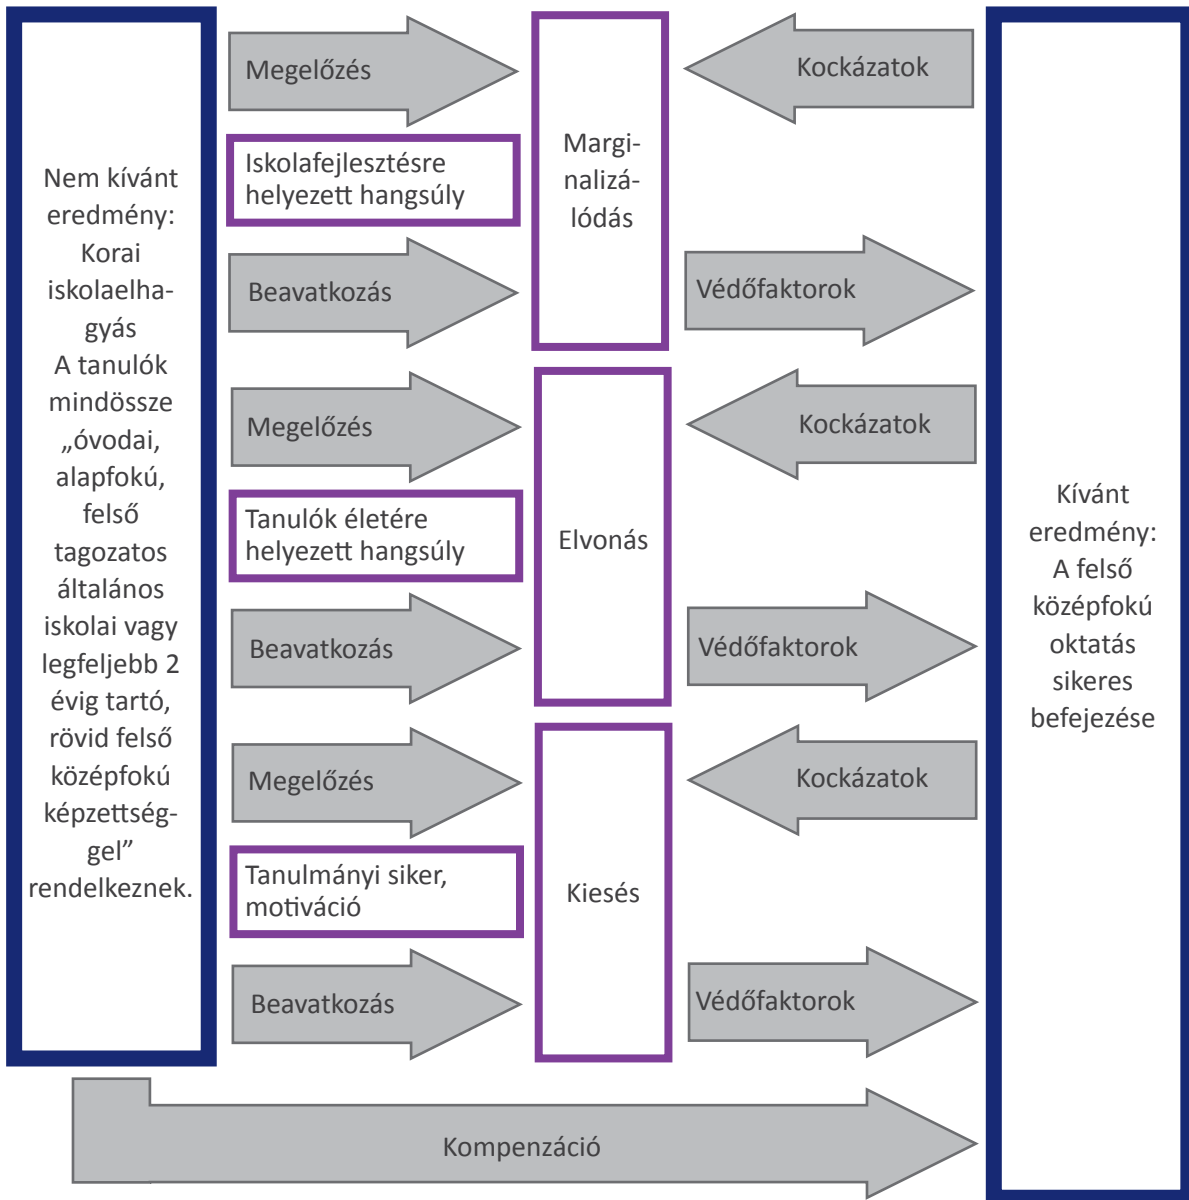 Nem kívánt
eredmény:
Korai
iskolaelha-
gyás
A tanulók
mindössze
„óvodai,
alapfokú,
felső
tagozatos
általános
iskolai vagy
legfeljebb 2
évig tartó,
rövid felső
középfokú
képzettség-
gel”
rendelkeznek.
Megelőzés
Iskolafejlesztésre
helyezett hangsúly
Beavatkozás
Margi-
nalizá-
lódás
Kockázatok
Védőfaktorok
Megelőzés
Tanulók életére
helyezett hangsúly
Beavatkozás
Elvonás
Kockázatok
Védőfaktorok
Megelőzés
Tanulmányi siker,
motiváció
Beavatkozás
Kiesés
Kockázatok
Védőfaktorok
Kompenzáció
Kívánt
eredmény:
A felső
középfokú
oktatás
sikeres
befejezése